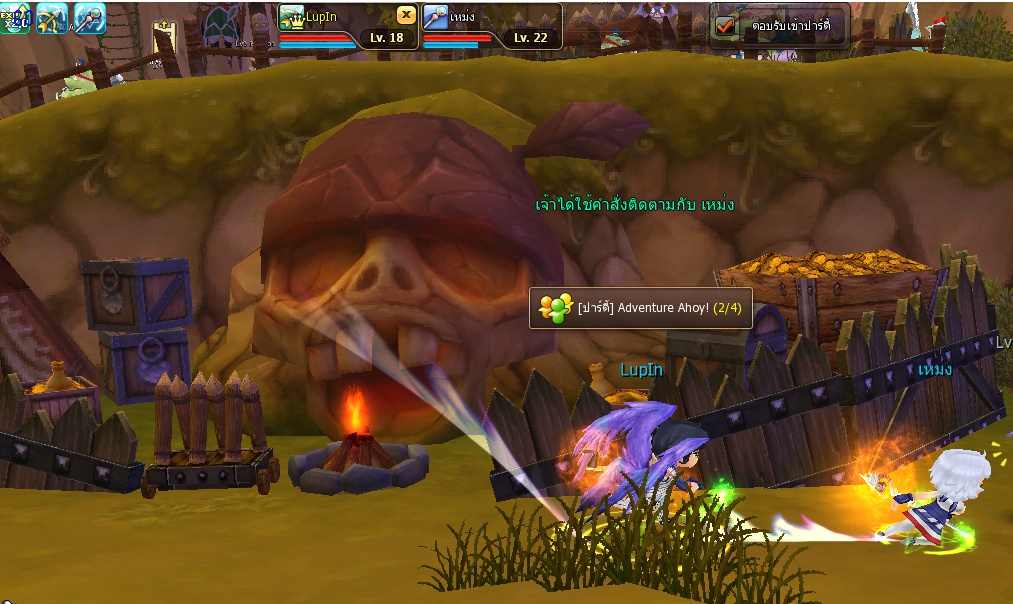 LupIn
Lv. 18
เหม่ง
Lv. 22
ตอบรับเข้าปาร์ตี้
เจ้าได้ใช้คำสั่งติดตามกับ เหม่ง
[ปาร์ตี้] Adventure Ahoy! (2/4)
LupIn
เหม่ง
Lv